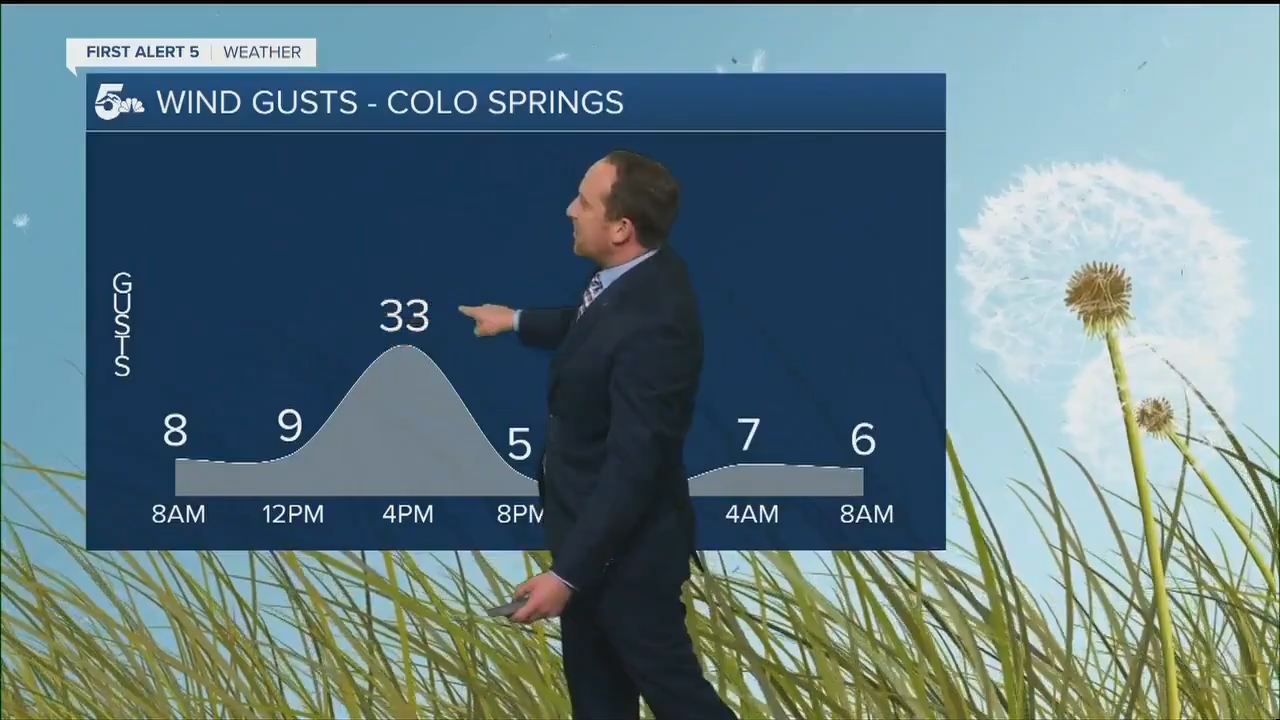 FIRST ALERT 5 | WEATHER
5 WIND GUSTS - COLO SPRINGS
GUSTS
33
8 9 5 7 6
8AM 12PM 4PM 8PM 4AM 8AM